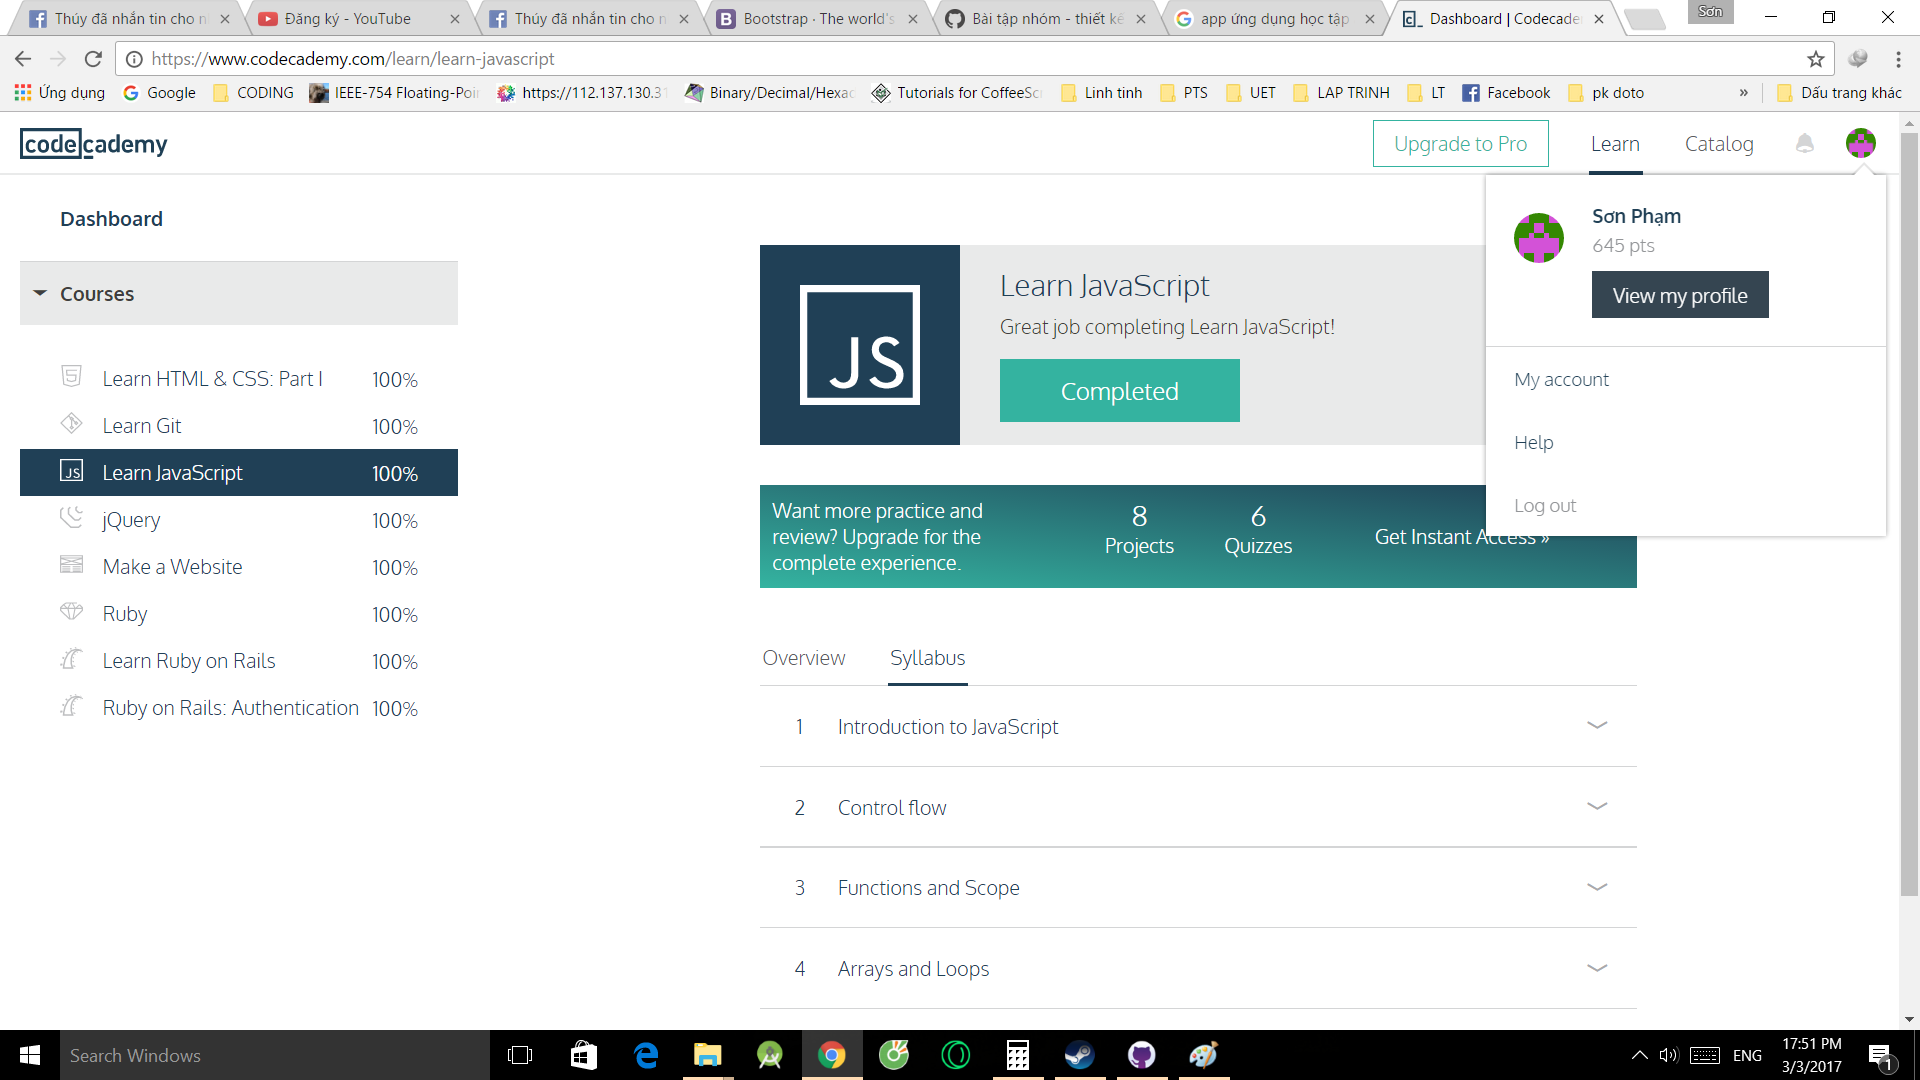 Thúy đã nhắn tin cho n
Đăng ký - YouTube
Thúy đã nhắn tin cho n
Bootstrap · The world's
Bài tập nhóm - thiết kế
app ứng dụng học tập
Dashboard | Codecade
Sơn
https://www.codecademy.com/learn/learn-javascript
Ứng dụng
Google
CODING
IEEE-754 Floating-Poi
https://112.137.130.31
Binary/Decimal/Hexac
Tutorials for CoffeeScr
Linh tinh
PTS
UET
LAP TRINH
LT
Facebook
pk doto
»
Dấu trang khác
codecademy
Upgrade to Pro
Learn
Catalog
Dashboard
Courses
Learn HTML & CSS: Part I 100%
Learn Git 100%
JS Learn JavaScript 100%
jQuery 100%
Make a Website 100%
Ruby 100%
Learn Ruby on Rails 100%
Ruby on Rails: Authentication 100%
JS
Learn JavaScript
Great job completing Learn JavaScript!
Completed
Sơn Phạm
645 pts
View my profile
My account
Help
Log out
Want more practice and
review? Upgrade for the
complete experience.
8
Projects
6
Quizzes
Get Instant Access »
Overview
Syllabus
1 Introduction to JavaScript
2 Control flow
3 Functions and Scope
4 Arrays and Loops
Search Windows
ENG
17:51 PM
3/3/2017
1